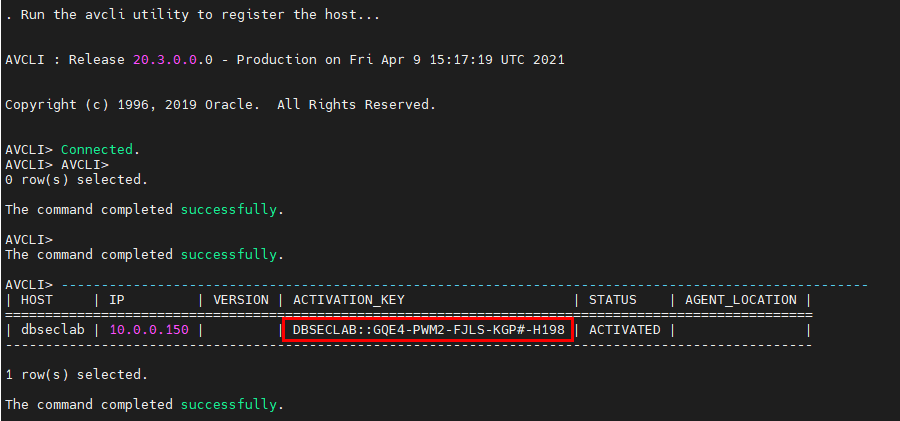 . Run the avcli utility to register the host...
AVCLI : Release 20.3.0.0.0 - Production on Fri Apr 9 15:17:19 UTC 2021
Copyright (c) 1996, 2019 Oracle.  All Rights Reserved.
AVCLI> Connected.
AVCLI> AVCLI>
0 row(s) selected.
The command completed successfully.
AVCLI>
The command completed successfully.
AVCLI> -----------------------------------------------------------------------------------------------------
| HOST     | IP         | VERSION | ACTIVATION_KEY                     | STATUS    | AGENT_LOCATION |
=====================================================================================================
| dbseclab | 10.0.0.150 |         | DBSECLAB::GQE4-PWM2-FJLS-KGP#-H198 | ACTIVATED |                |
-----------------------------------------------------------------------------------------------------
1 row(s) selected.
The command completed successfully.